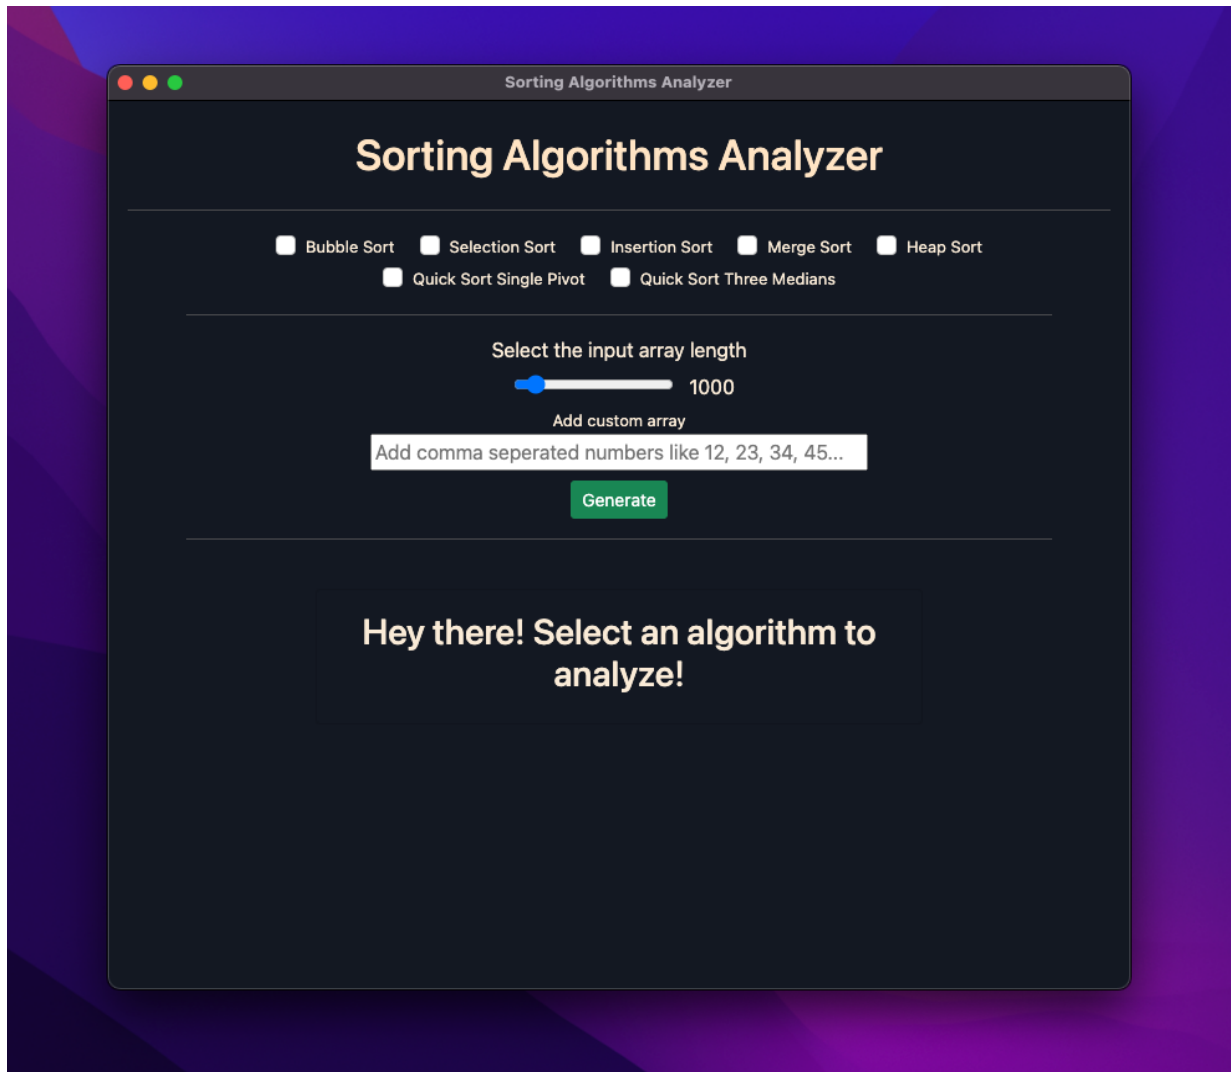 Sorting Algorithms Analyzer
Sorting Algorithms Analyzer
Bubble Sort Selection Sort Insertion Sort Merge Sort Heap Sort
Quick Sort Single Pivot Quick Sort Three Medians
Select the input array length
1000
Add custom array
Add comma seperated numbers like 12, 23, 34, 45...
Generate
Hey there! Select an algorithm to
analyze!